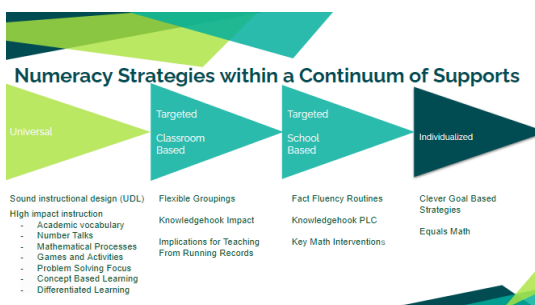 Numeracy Strategies within a Continuum of Supports
Universal
Targeted
Classroom
Based
Targeted
School
Based
Individualized
Sound instructional design (UDL)
HIgh impact instruction
- Academic vocabulary
- Number Talks
- Mathematical Processes
- Games and Activities
- Problem Solving Focus
- Concept Based Learning
- Differentiated Learning
Flexible Groupings
Knowledgehook Impact
Implications for Teaching
From Running Records
Fact Fluency Routines
Knowledgehook PLC
Key Math Interventions
Clever Goal Based
Strategies
Equals Math